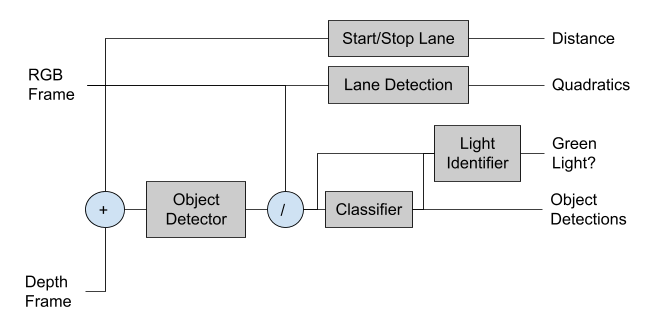 Start/Stop Lane
Distance
RGB
Frame
Lane Detection
Quadratics
Light
Identifier
Green
Light?
+
Object
Detector
/
Classifier
Object
Detections
Depth
Frame